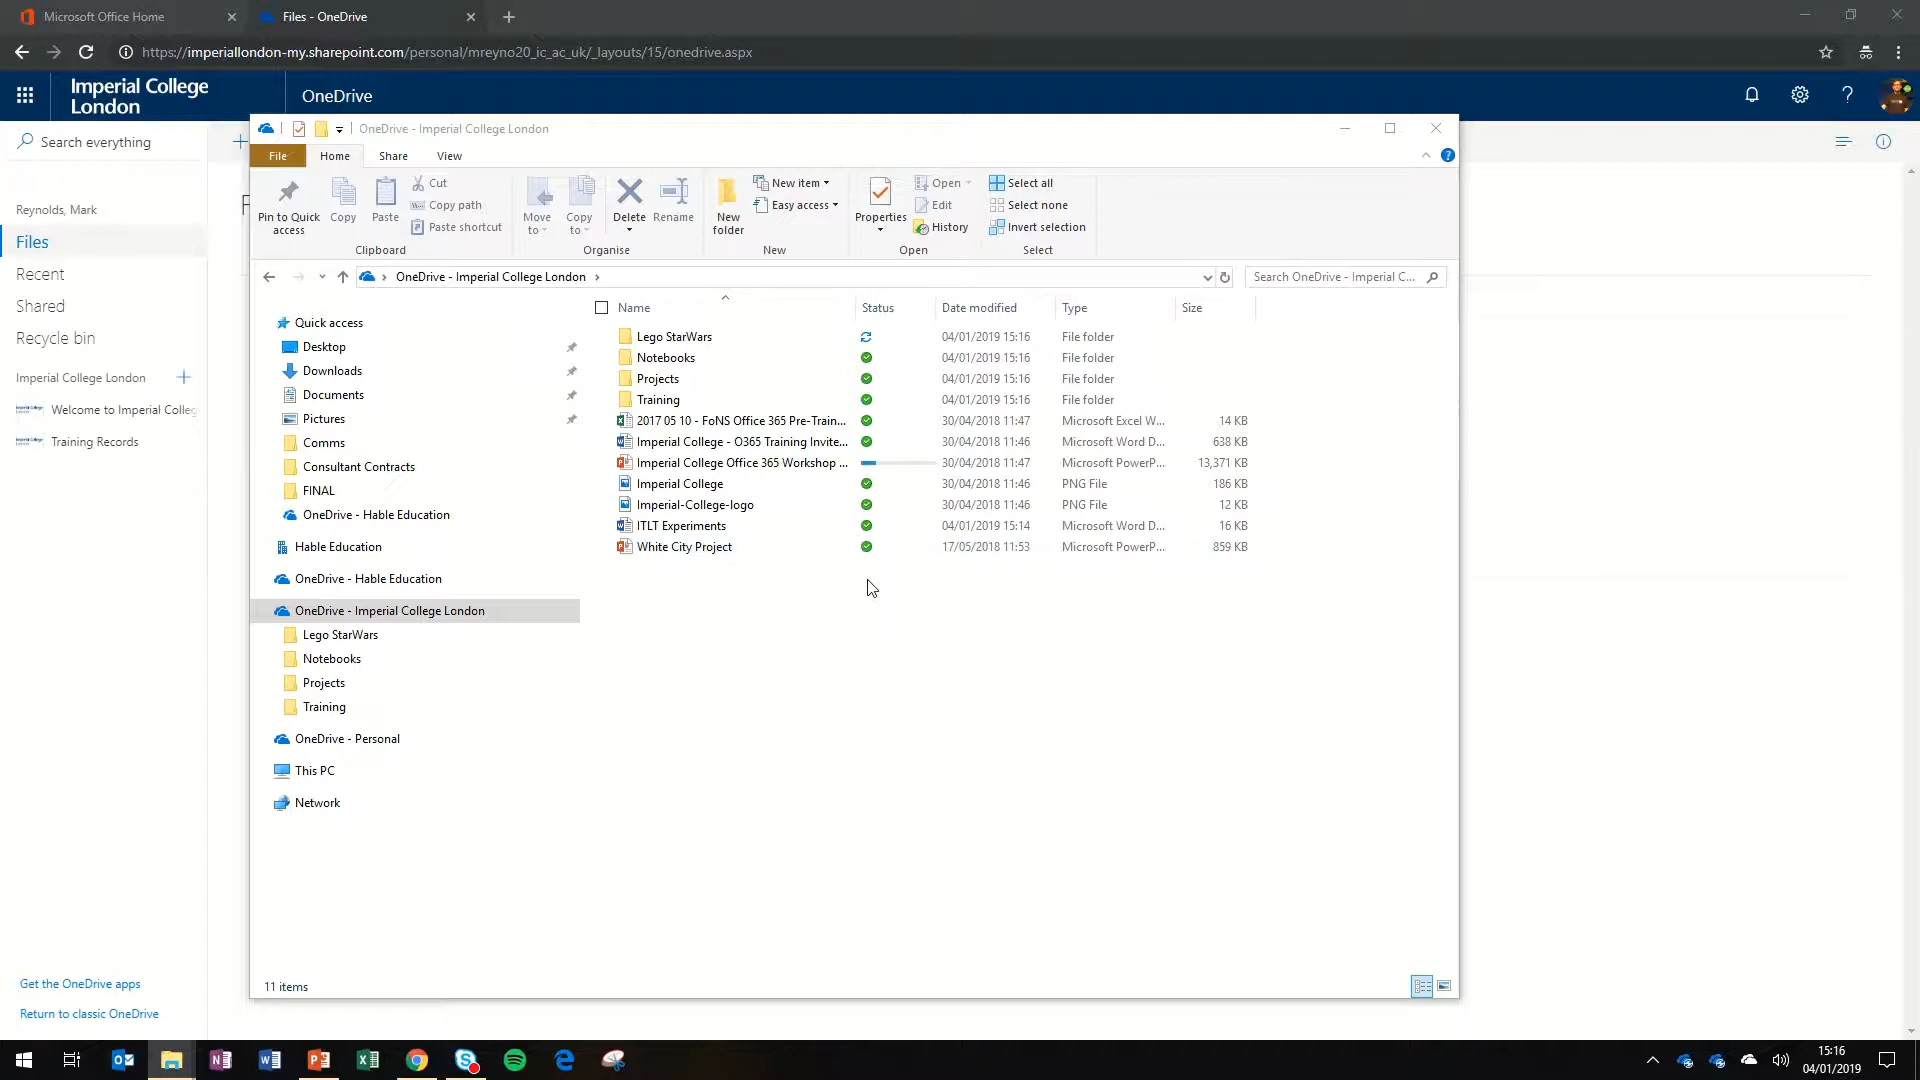 Microsoft Office Home
Files - OneDrive
https://imperiallondon-my.sharepoint.com/personal/mreyno20_ic_ac_uk/_layouts/15/onedrive.aspx
Imperial College
London
OneDrive
Search everything
Reynolds, Mark
Files
Recent
Shared
Recycle bin
Imperial College London
Welcome to Imperial Colleg
Training Records
Get the OneDrive apps
Return to classic OneDrive
OneDrive - Imperial College London
File
Home
Share
View
Pin to Quick
access
Copy
Paste
Cut
Copy path
Paste shortcut
Clipboard
Move
to
Copy
to
Delete
Rename
Organise
New
folder
New item
Easy access
New
Properties
Open
Edit
History
Open
Select all
Select none
Invert selection
Select
OneDrive - Imperial College London
Search OneDrive - Imperial C...
Quick access
Desktop
Downloads
Documents
Pictures
Comms
Consultant Contracts
FINAL
OneDrive - Hable Education
Hable Education
OneDrive - Hable Education
OneDrive - Imperial College London
Lego StarWars
Notebooks
Projects
Training
OneDrive - Personal
This PC
Network
Name Status Date modified Type Size
Lego StarWars 04/01/2019 15:16 File folder
Notebooks 04/01/2019 15:16 File folder
Projects 04/01/2019 15:16 File folder
Training 04/01/2019 15:16 File folder
2017 05 10 - FoNS Office 365 Pre-Train... 30/04/2018 11:47 Microsoft Excel W... 14 KB
Imperial College - O365 Training Invite... 30/04/2018 11:46 Microsoft Word D... 638 KB
Imperial College Office 365 Workshop ... 30/04/2018 11:47 Microsoft PowerP... 13,371 KB
Imperial College 30/04/2018 11:46 PNG File 186 KB
Imperial-College-logo 30/04/2018 11:46 PNG File 12 KB
ITLT Experiments 04/01/2019 15:14 Microsoft Word D... 16 KB
White City Project 17/05/2018 11:53 Microsoft PowerP... 859 KB
11 items
15:16
04/01/2019